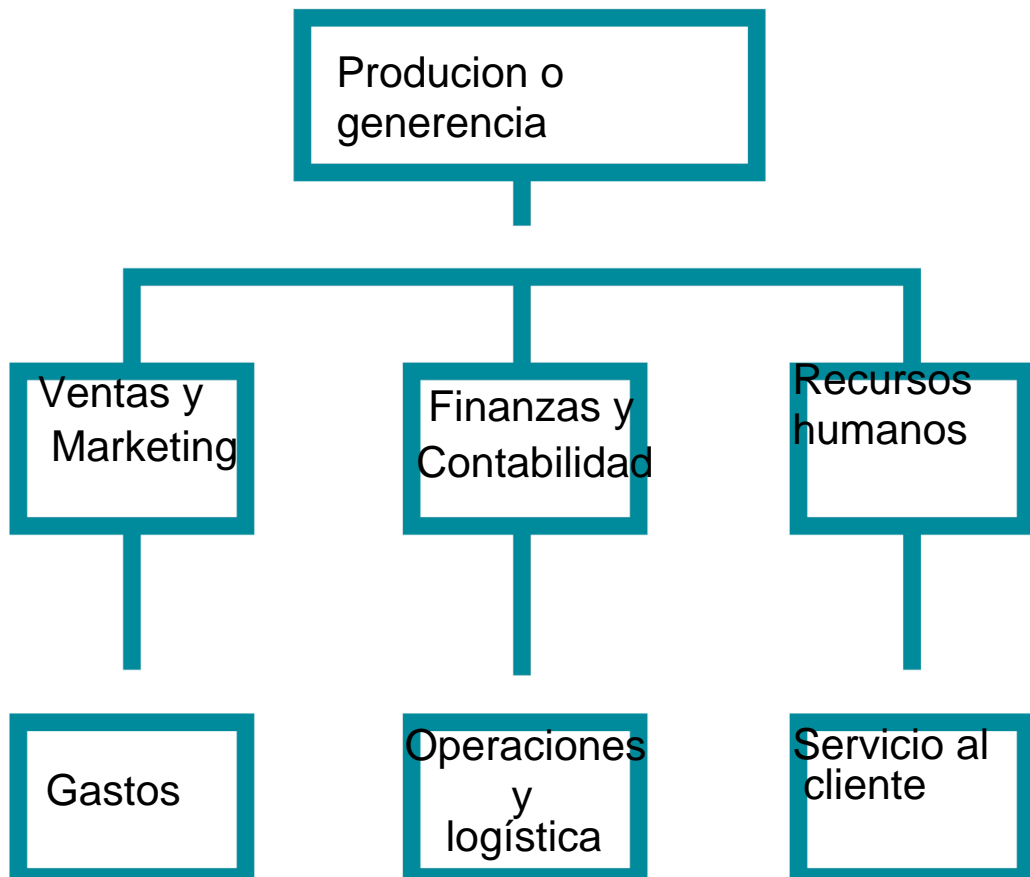 Producion o
generencia
Ventas y
Marketing
Finanzas y
Contabilidad
Recursos
humanos
Gastos
Operaciones
y
logística
Servicio al
cliente